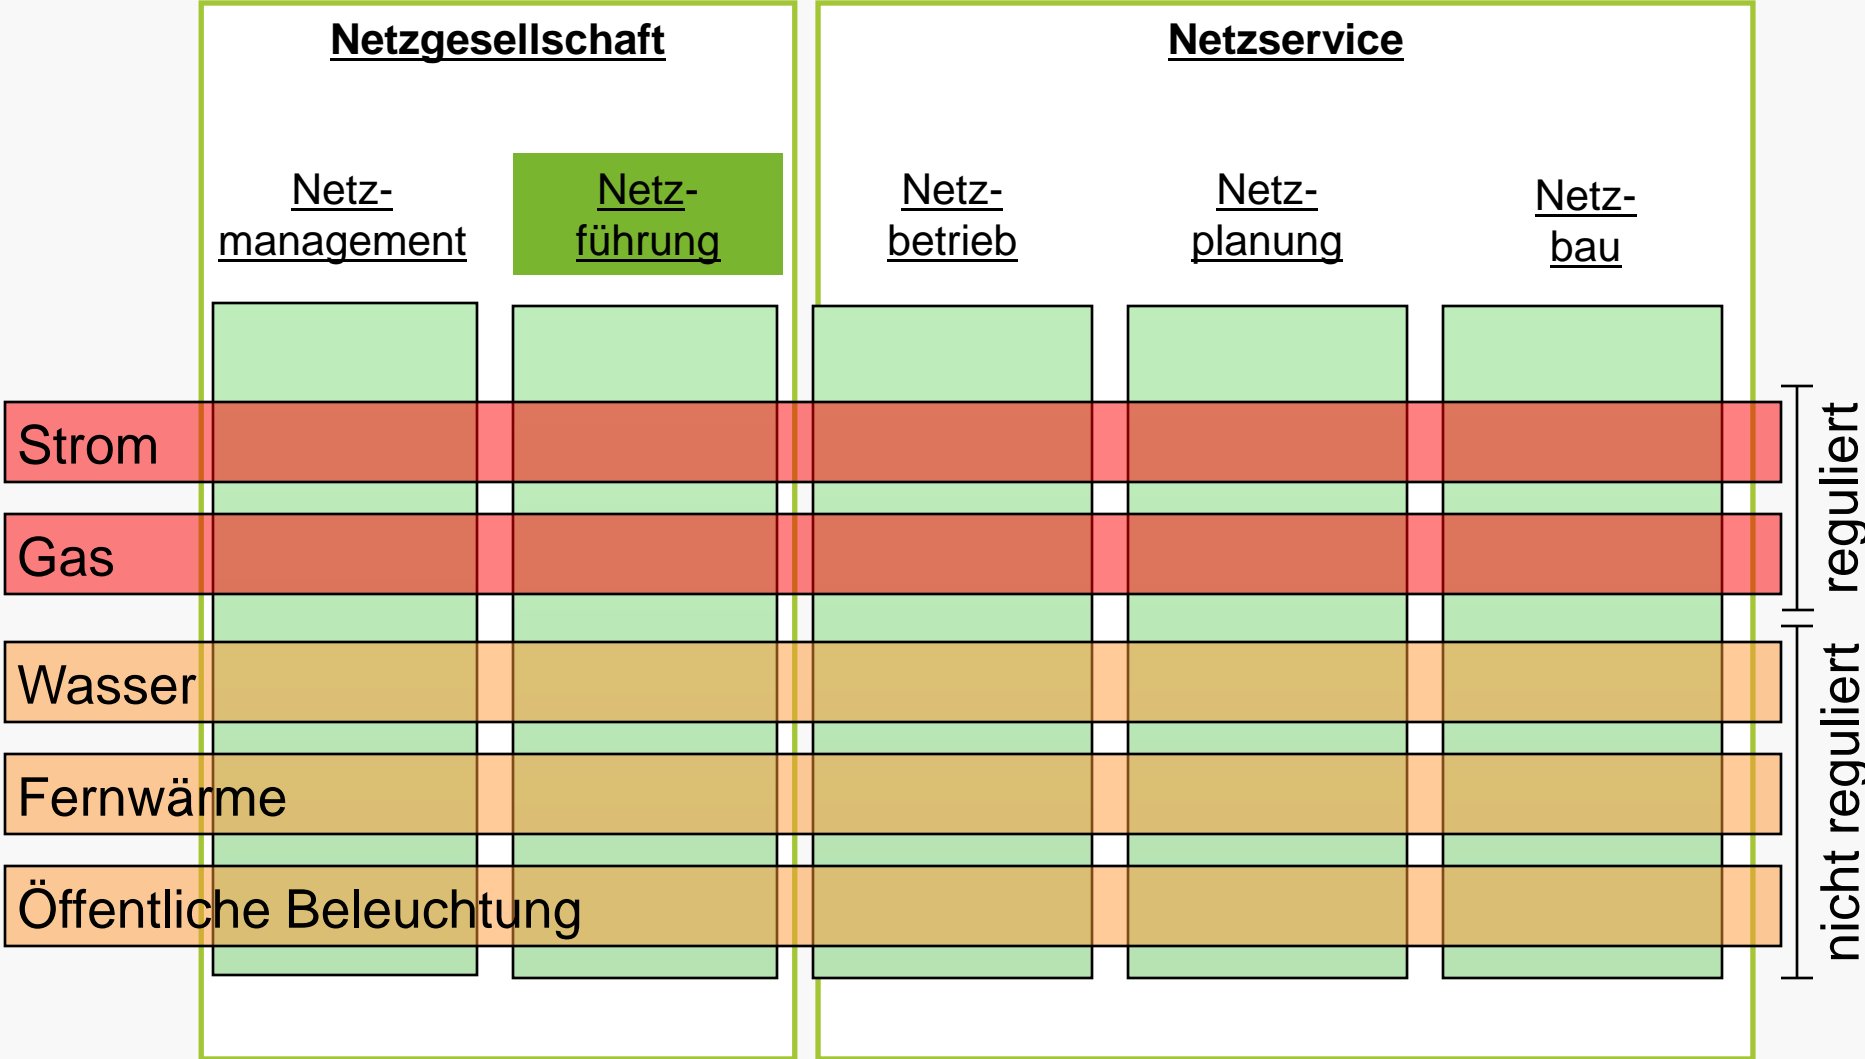 Netzgesellschaft
Netzservice
Netz-
management
Netz-
führung
Netz-
betrieb
Netz-
planung
Netz-
bau
Strom
Gas
Wasser
Fernwärme
Öffentliche Beleuchtung
reguliert
nicht reguliert